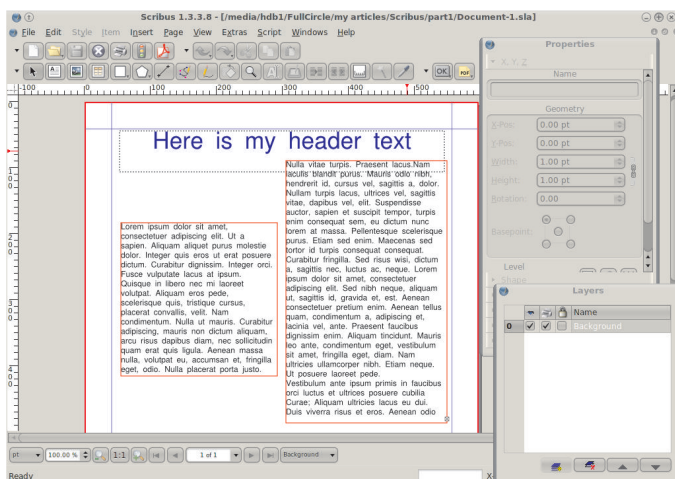 Scribus 1.3.3.8 - [/media/hdb1/FullCircle/my articles/Scribus/part1/Document-1.sla]
File Edit Style Item Insert Page View Extras Script Windows Help
OK PDF
-100 0 100 200 300 400 500
Here is my header text
Lorem ipsum dolor sit amet,
consectetuer adipiscing elit. Ut a
sapien. Aliquam aliquet purus molestie
dolor. Integer quis eros ut erat posuere
dictum. Curabitur dignissim. Integer orci.
Fusce vulputate lacus at ipsum.
Quisque in libero nec mi laoreet
volutpat. Aliquam eros pede,
scelerisque quis, tristique cursus,
placerat convallis, velit. Nam
condimentum. Nulla ut mauris. Curabitur
adipiscing, mauris non dictum aliquam,
arcu risus dapibus diam, nec sollicitudin
quam erat quis ligula. Aenean massa
nulla, volutpat eu, accumsan et, fringilla
eget, odio. Nulla placerat porta justo.
Nulla vitae turpis. Praesent lacus.Nam
iaculis blandit purus. Mauris odio nibh,
hendrerit id, cursus vel, sagittis a, dolor.
Nullam turpis lacus, ultrices vel, sagittis
vitae, dapibus vel, elit. Suspendisse
auctor, sapien et suscipit tempor, turpis
enim consequat sem, eu dictum nunc
lorem at massa. Pellentesque scelerisque
purus. Etiam sed enim. Maecenas sed
tortor id turpis consequat consequat.
Curabitur fringilla. Sed risus wisi, dictum
a, sagittis nec, luctus ac, neque. Lorem
ipsum dolor sit amet, consectetuer
adipiscing elit. Sed nibh neque, aliquam
ut, sagittis id, gravida et, est. Aenean
consectetuer pretium enim. Aenean tellus
quam, condimentum a, adipiscing et,
lacinia vel, ante. Praesent faucibus
dignissim enim. Aliquam tincidunt. Mauris
leo ante, condimentum eget, vestibulum
sit amet, fringilla eget, diam. Nam
ultricies ullamcorper nibh. Etiam neque.
Ut posuere laoreet pede.
Vestibulum ante ipsum primis in faucibus
orci luctus et ultrices posuere cubilia
Curae; Aliquam ultricies lacus eu dui.
Duis viverra risus et eros. Aenean odio
Properties
X, Y, Z
Name
Geometry
X-Pos: 0.00 pt
Y-Pos: 0.00 pt
Width: 1.00 pt
Height: 1.00 pt
Rotation: 0.00
Basepoint:
Level
Shape
Layers
Name
0 Background
pt 100.00 % 1:1 1 of 1 Background
Ready X-